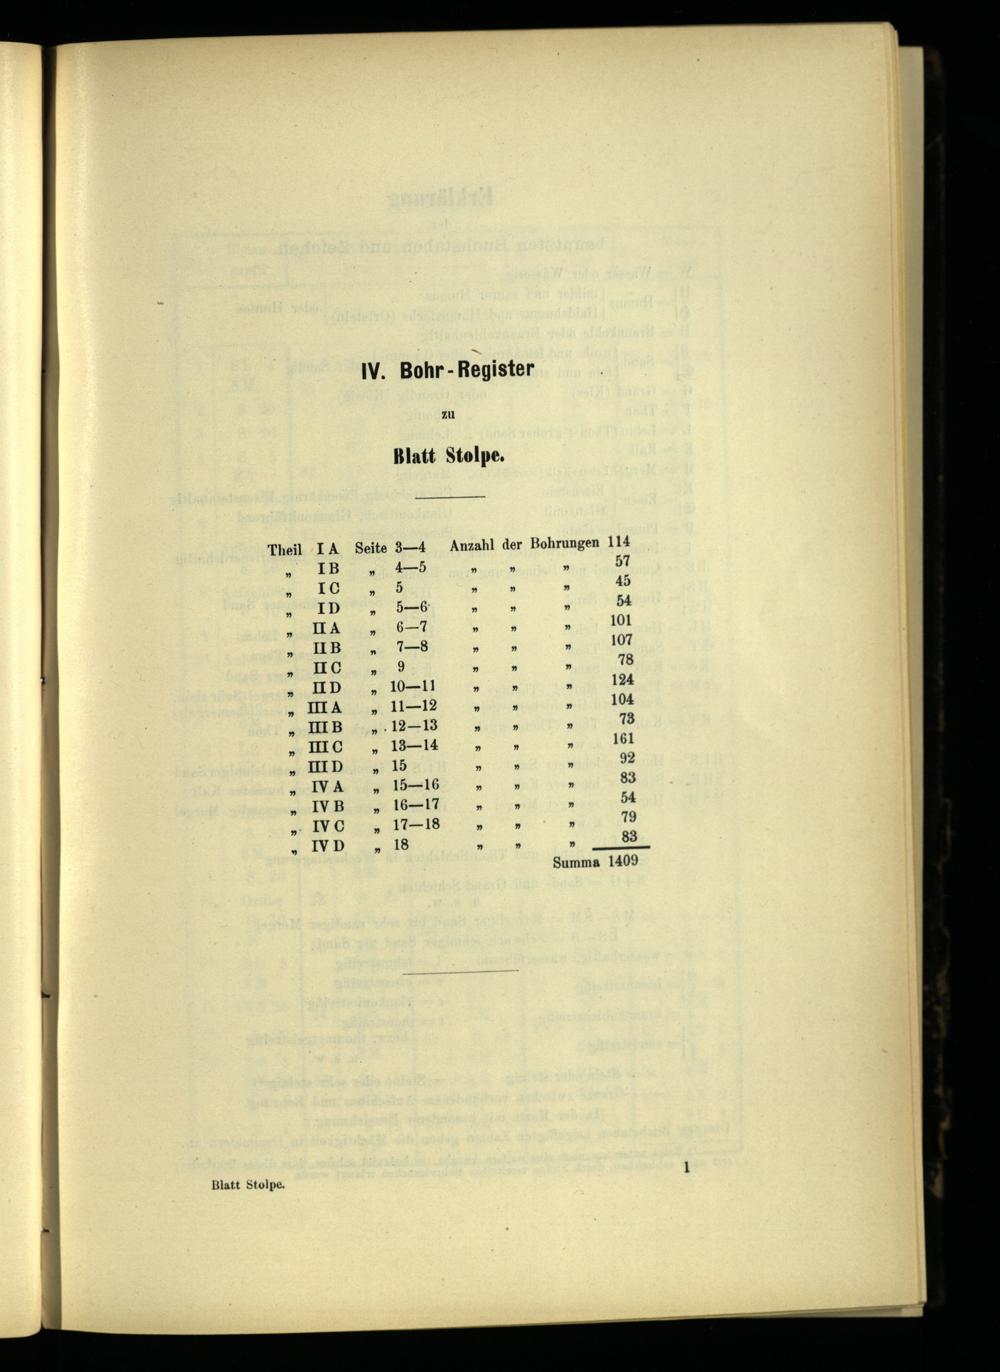 IV. Bohr-Register
zu
Blatt Stolpe.
Theil I A Seite 3—4 Anzahl der Bohrungen 114
„ I B „ 4—5 „ „ „ 57
„ I C „ 5 „ „ „ 45
„ I D „ 5—6 „ „ „ 54
„ II A „ 6—7 „ „ „ 101
„ II B „ 7—8 „ „ „ 107
„ II C „ 9 „ „ „ 78
„ II D „ 10—11 „ „ „ 124
„ III A „ 11—12 „ „ „ 104
„ III B „ 12—13 „ „ „ 73
„ III C „ 13—14 „ „ „ 161
„ III D „ 15 „ „ „ 92
„ IV A „ 15—16 „ „ „ 83
„ IV B „ 16—17 „ „ „ 54
„ IV C „ 17—18 „ „ „ 79
„ IV D „ 18 „ „ „ 83
Summa 1409
1
Blatt Stolpe.